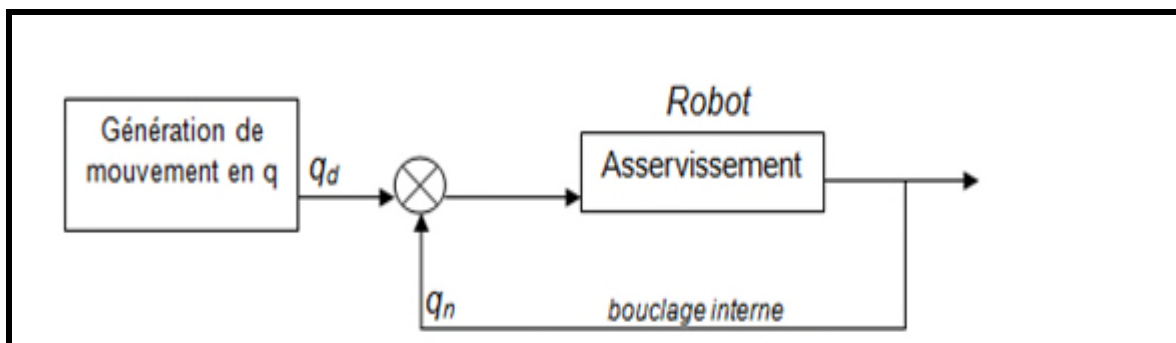 Robot
Génération de
mouvement en q
q_d
Asservissement
q_n
bouclage interne